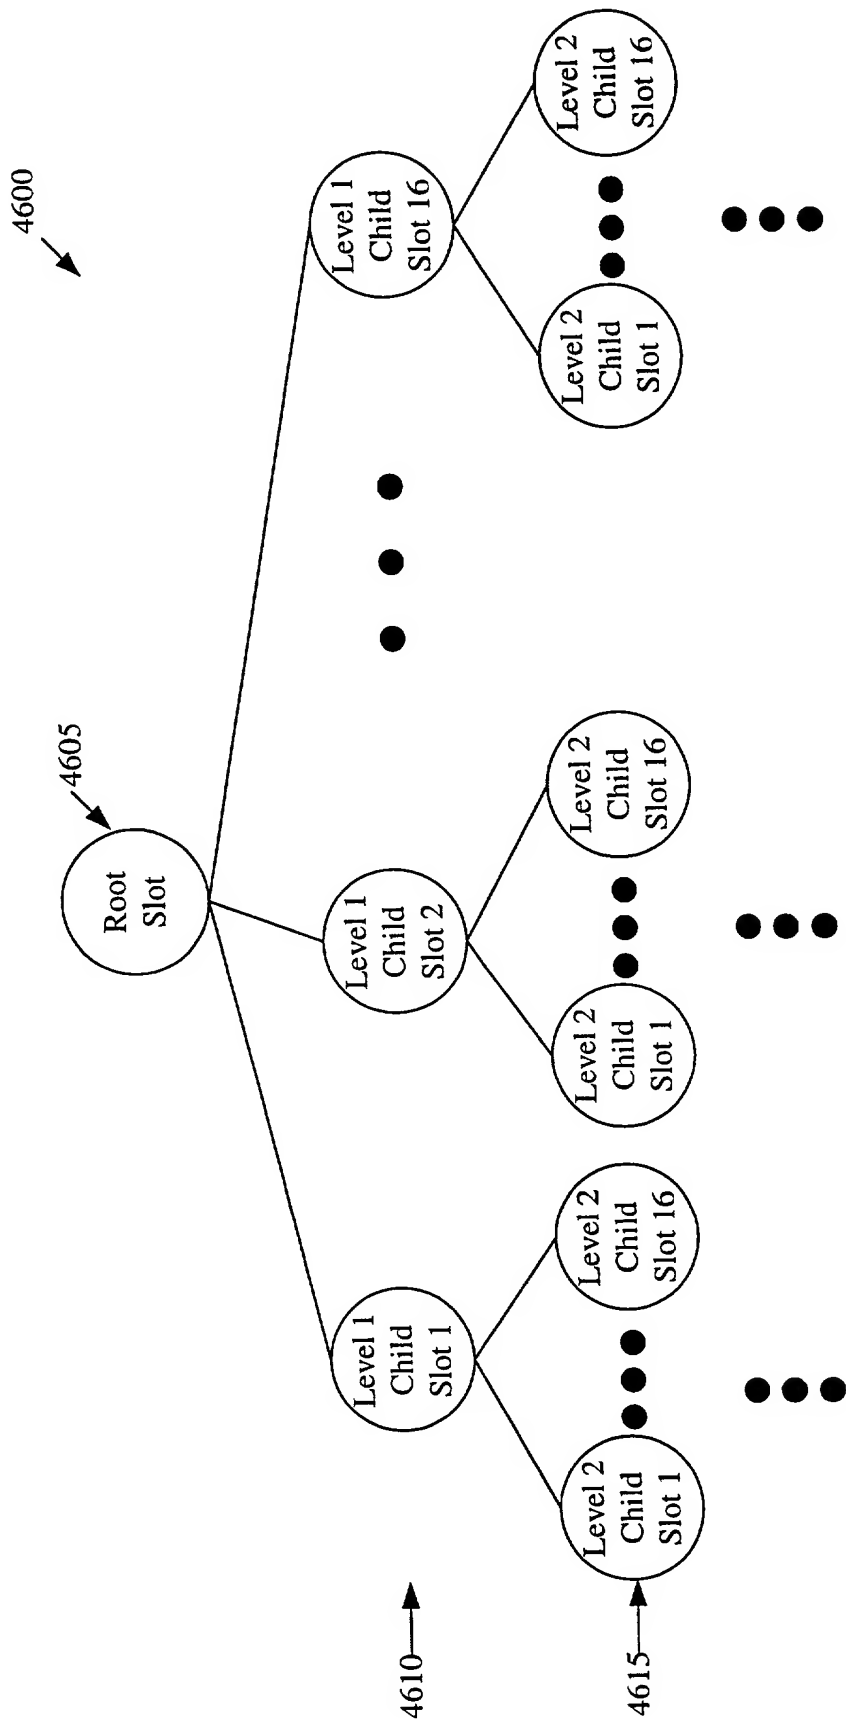 4600
4605
Root
Slot
4610
Level 1
Child
Slot 1
Level 1
Child
Slot 2
Level 1
Child
Slot 16
4615
Level 2
Child
Slot 1
Level 2
Child
Slot 16
Level 2
Child
Slot 1
Level 2
Child
Slot 16
Level 2
Child
Slot 1
Level 2
Child
Slot 16